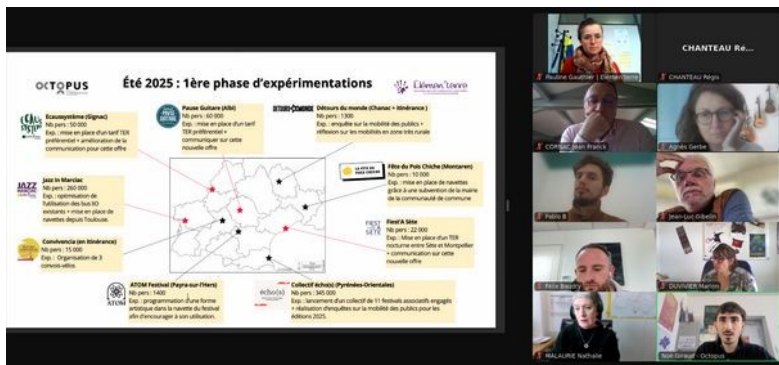 OCTOPUS
Été 2025 : 1ère phase d'expérimentations
Elémen'terre
Ecausystème (Gignac)
Nb pers : 50 000
Exp. : mise en place d'un tarif
TER préférentiel + 
amélioration de la
communication pour cette offre
Pause Guitare (Albi)
Nb pers : 60 000
Exp. : mise en place d'un tarif
TER préférentiel +
communiquer sur cette
nouvelle offre
DÉTOURS DU MONDE
Détours du monde (Chanac + itinérance )
Nb pers : 1300
Exp. : enquête sur la mobilité des publics +
réflexion sur les mobilités en zone très rurale
Jazz In Marciac
Nb pers : 260 000
Exp. : optimisation de
l'utilisation des bus liO
existants + mise en place de
navettes depuis Toulouse.
Fête du Pois Chiche (Montaren)
Nb pers : 10 000
Exp. : mise en place de navettes
grâce à une subvention de la mairie
de la communauté de commune
Convivencia (en itinérance)
Nb pers : 15 000
Exp. : Organisation de 3
convois-vélos
FIEST'A SÈTE
Fiest'A Sète
Nb pers : 22 000
Exp. : Mise en place d'un TER
nocturne entre Sète et Montpellier +
communication sur cette
nouvelle offre
ATOM
ATOM Festival (Payra-sur-l'Hers)
Nb pers : 1400
Exp. : programmation d'une forme
artistique dans la navette du festival
afin d'encourager à son utilisation.
écho(s)
Collectif écho(s) (Pyrénées-Orientales)
Nb pers : 345 000
Exp. : lancement d'un collectif de 11 festivals associatifs engagés
+ réalisation d'enquêtes sur la mobilité des publics pour les
éditions 2025.
Pauline Gauthier | Elémen'terre
CHANTEAU Ré...
CHANTEAU Régis
CORNAC Jean Franck
Agnès Gerbe
Pablo B
Jean-Luc Gibelin
Felix Baudry
DUVIVIER Marion
MALAURIE Nathalie
Noé Giraud - Octopus